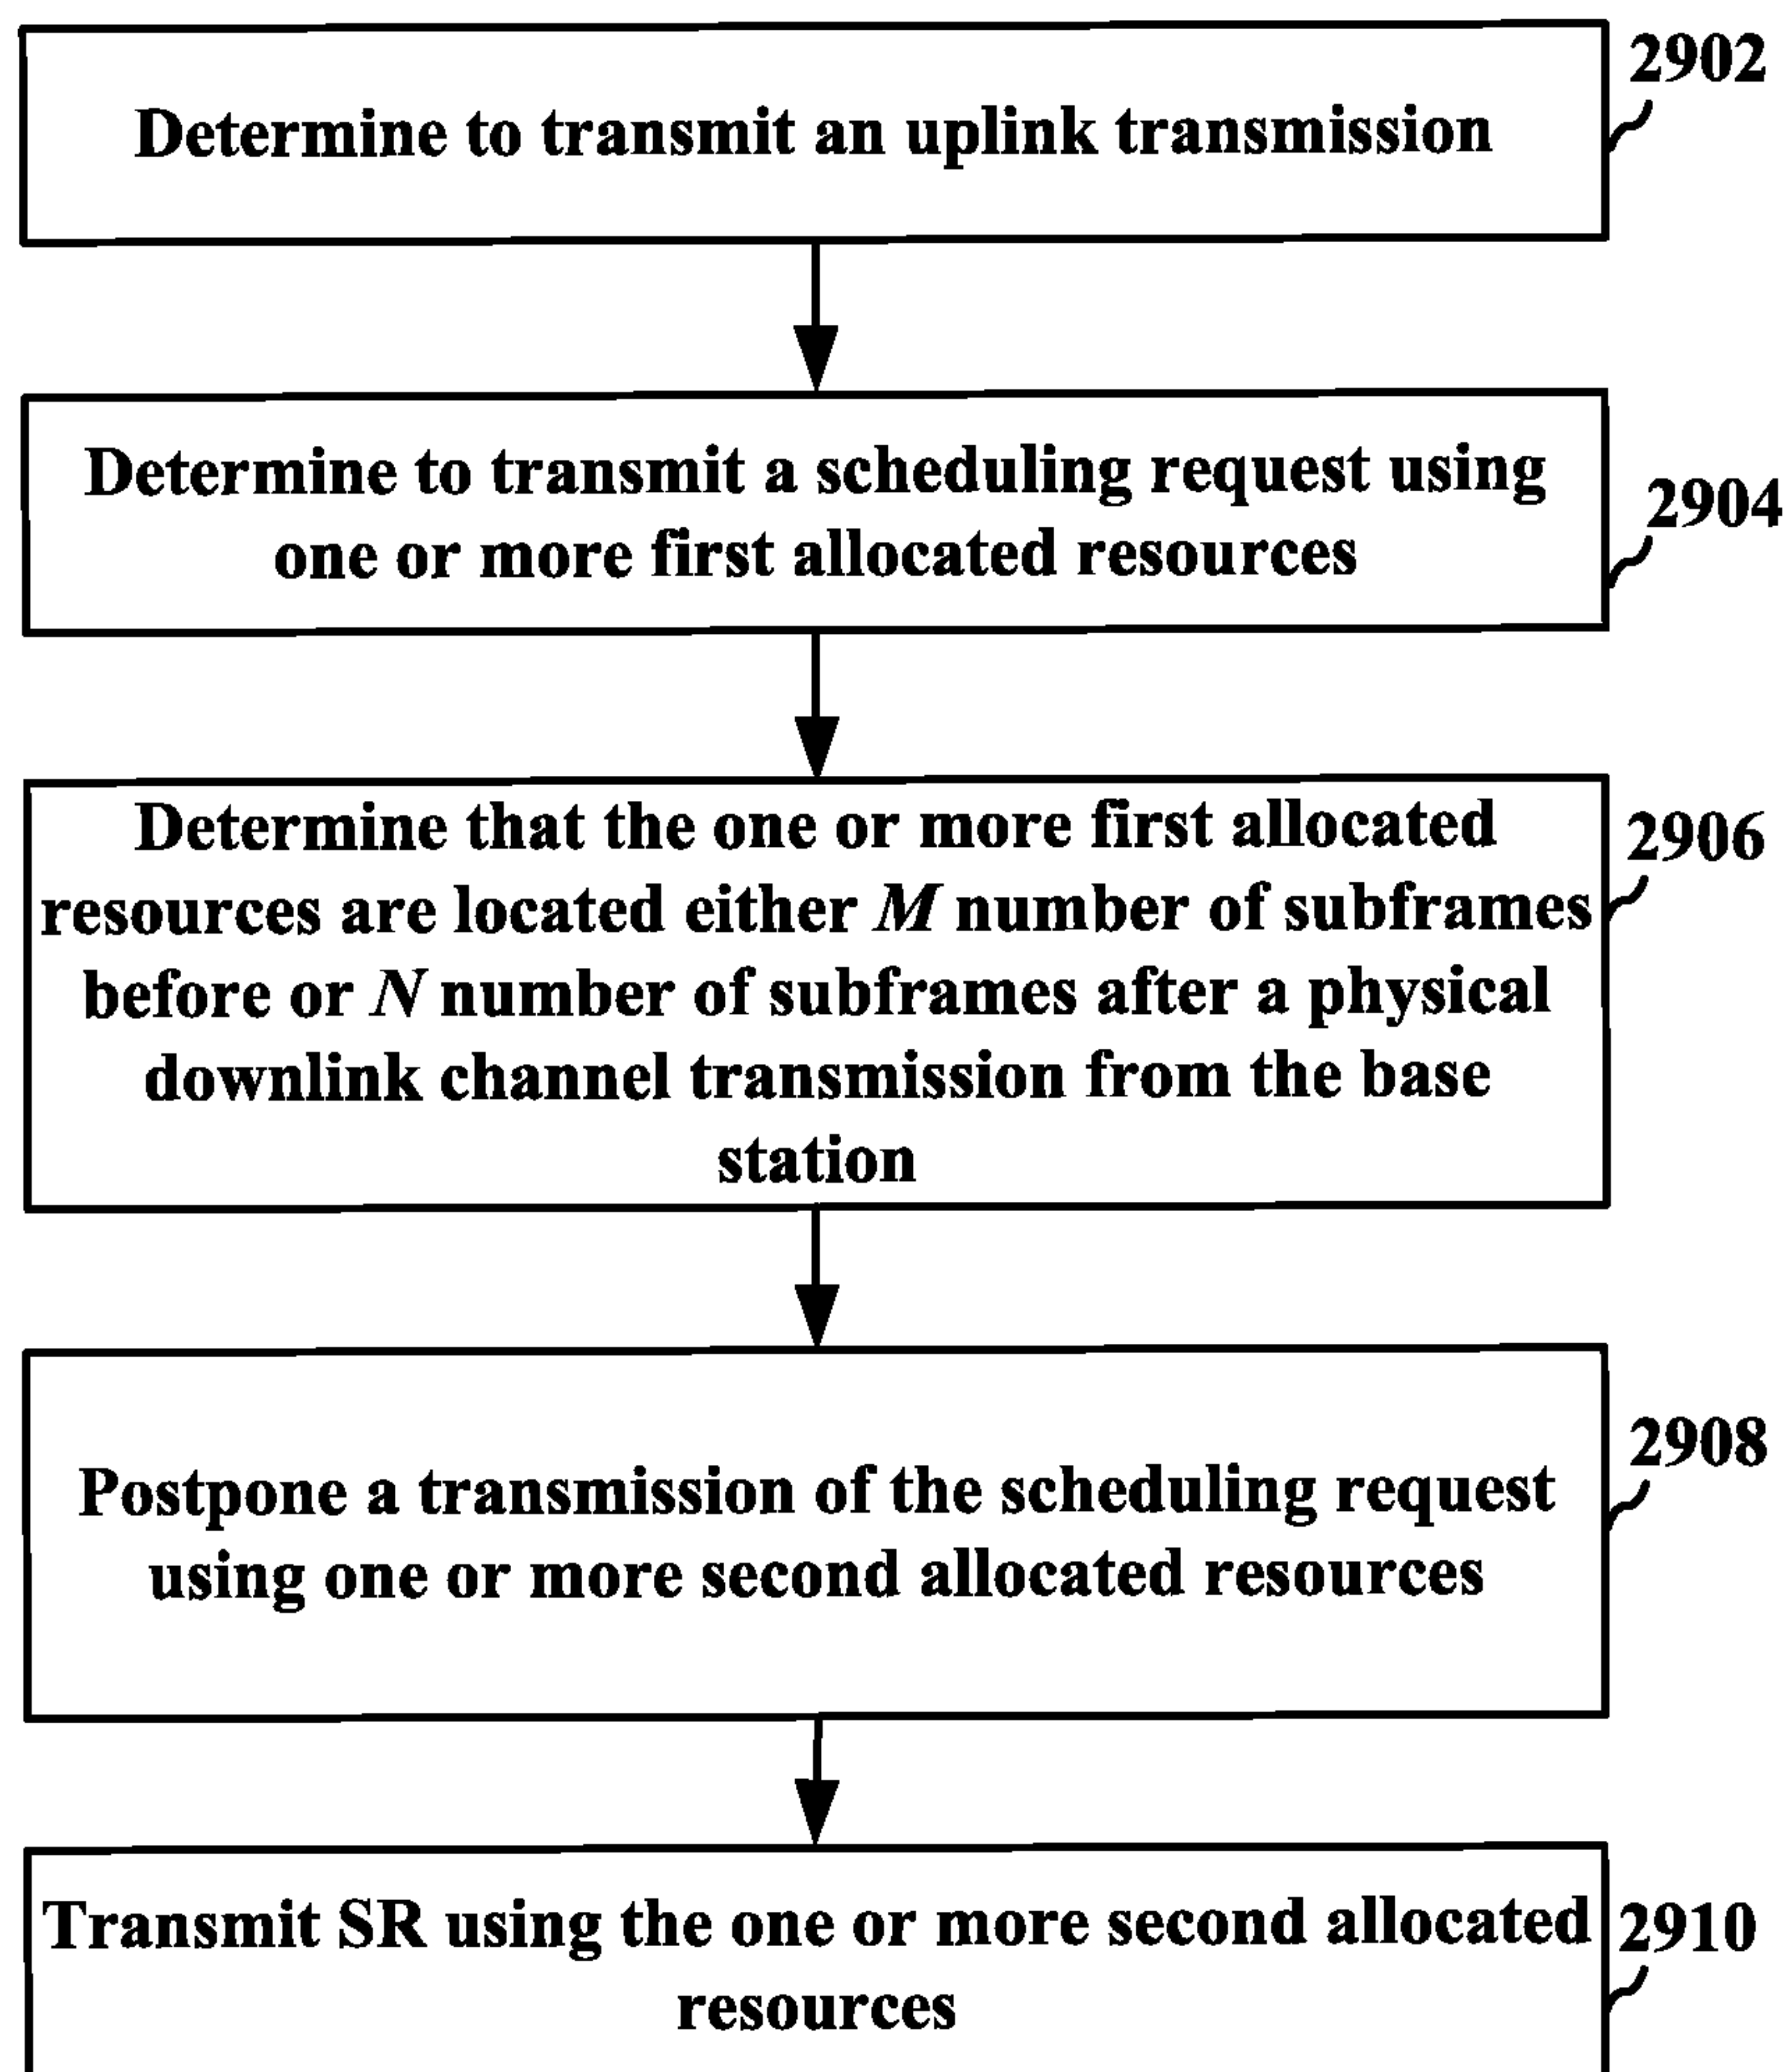 2902
Determine to transmit an uplink transmission
Determine to transmit a scheduling request using
2904
one or more first allocated resources
Determine that the one or more first allocated
2906
resources are located either M number of subframes
before or N number of subframes after a physical
downlink channel transmission from the base
station
2908
Postpone a transmission of the scheduling request
using one or more second allocated resources
Transmit SR using the one or more second allocated
2910
resources